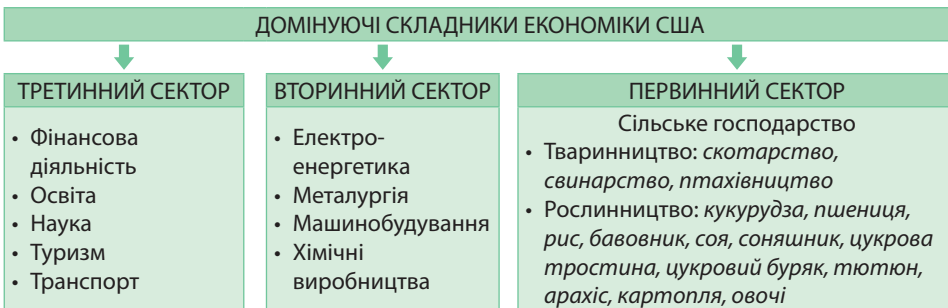 ДОМІНУЮЧІ СКЛАДНИКИ ЕКОНОМІКИ США
ТРЕТИННИЙ СЕКТОР
• Фінансова
діяльність
• Освіта
• Наука
• Туризм
• Транспорт
ВТОРИННИЙ СЕКТОР
• Електро-
енергетика
• Металургія
• Машинобудування
• Хімічні
виробництва
ПЕРВИННИЙ СЕКТОР
Сільське господарство
• Тваринництво: скотарство,
свинарство, птахівництво
• Рослинництво: кукурудза, пшениця,
рис, бавовник, соя, соняшник, цукрова
тростина, цукровий буряк, тютюн,
арахіс, картопля, овочі